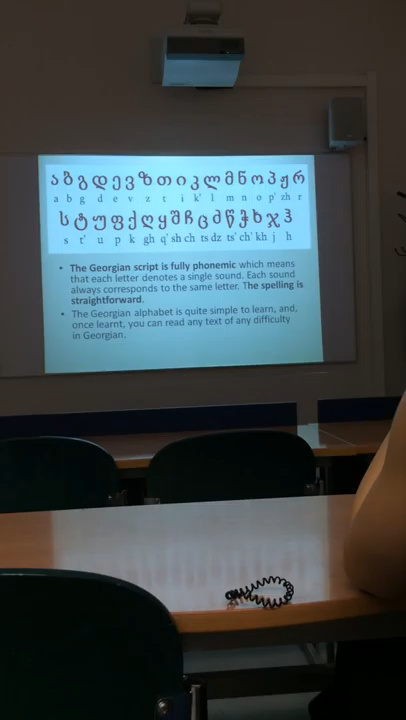 ა ბ გ დ ე ვ ზ თ ი კ ლ მ ნ ო პ ჟ რ
a b g d e v z t i k' l m n o p' zh r
ს ტ უ ფ ქ ღ ყ შ ჩ ც ძ წ ჭ ხ ჯ ჰ
s t' u p k gh q' sh ch ts dz ts' ch' kh j h
• The Georgian script is fully phonemic which means
that each letter denotes a single sound. Each sound
always corresponds to the same letter. The spelling is
straightforward.
• The Georgian alphabet is quite simple to learn, and,
once learnt, you can read any text of any difficulty
in Georgian.